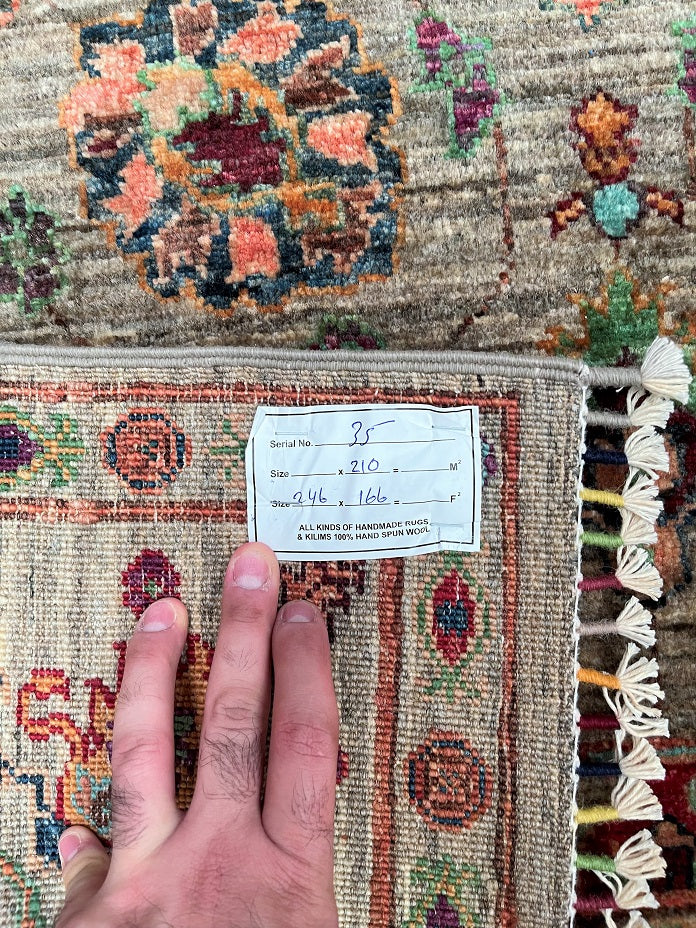 Serial No. 35
Size x 210 = M²
Size 246 x 166 = F²
ALL KINDS OF HANDMADE RUGS
& KILIMS 100% HAND SPUN WOOL